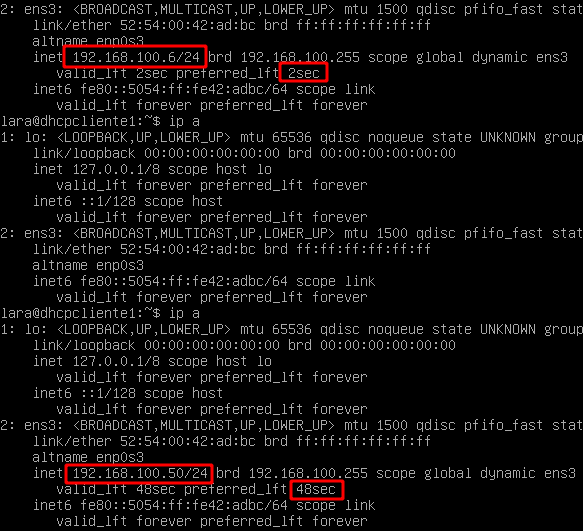 2: ens3: <BROADCAST,MULTICAST,UP,LOWER_UP> mtu 1500 qdisc pfifo_fast stat
link/ether 52:54:00:42:ad:bc brd ff:ff:ff:ff:ff:ff
altname enp0s3
inet 192.168.100.6/24 brd 192.168.100.255 scope global dynamic ens3
valid_lft 2sec preferred_lft 2sec
inet6 fe80::5054:ff:fe42:adbc/64 scope link
valid_lft forever preferred_lft forever
lara@dhcpcliente1:~$ ip a
1: lo: <LOOPBACK,UP,LOWER_UP> mtu 65536 qdisc noqueue state UNKNOWN group
link/loopback 00:00:00:00:00:00 brd 00:00:00:00:00:00
inet 127.0.0.1/8 scope host lo
valid_lft forever preferred_lft forever
inet6 ::1/128 scope host
valid_lft forever preferred_lft forever
2: ens3: <BROADCAST,MULTICAST,UP,LOWER_UP> mtu 1500 qdisc pfifo_fast stat
link/ether 52:54:00:42:ad:bc brd ff:ff:ff:ff:ff:ff
altname enp0s3
inet6 fe80::5054:ff:fe42:adbc/64 scope link
valid_lft forever preferred_lft forever
lara@dhcpcliente1:~$ ip a
1: lo: <LOOPBACK,UP,LOWER_UP> mtu 65536 qdisc noqueue state UNKNOWN group
link/loopback 00:00:00:00:00:00 brd 00:00:00:00:00:00
inet 127.0.0.1/8 scope host lo
valid_lft forever preferred_lft forever
inet6 ::1/128 scope host
valid_lft forever preferred_lft forever
2: ens3: <BROADCAST,MULTICAST,UP,LOWER_UP> mtu 1500 qdisc pfifo_fast stat
link/ether 52:54:00:42:ad:bc brd ff:ff:ff:ff:ff:ff
altname enp0s3
inet 192.168.100.50/24 brd 192.168.100.255 scope global dynamic ens3
valid_lft 48sec preferred_lft 48sec
inet6 fe80::5054:ff:fe42:adbc/64 scope link
valid_lft forever preferred_lft forever